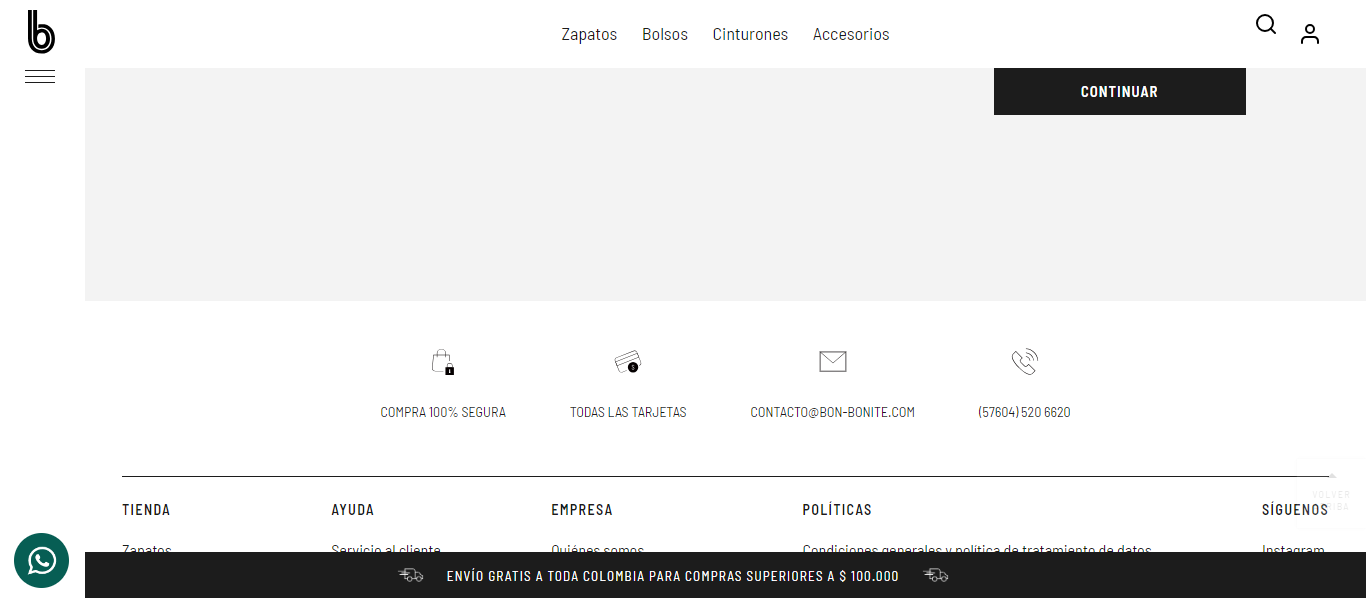 b
Zapatos Bolsos Cinturones Accesorios
CONTINUAR
COMPRA 100% SEGURA TODAS LAS TARJETAS CONTACTO@BON-BONITE.COM (57604) 520 6620
VOLVER
TIENDA AYUDA EMPRESA POLÍTICAS SÍGUENOS
Zapatos Servicio al cliente Quiénes somos Condiciones generales y política de tratamiento de datos Instagram
ENVÍO GRATIS A TODA COLOMBIA PARA COMPRAS SUPERIORES A $ 100.000